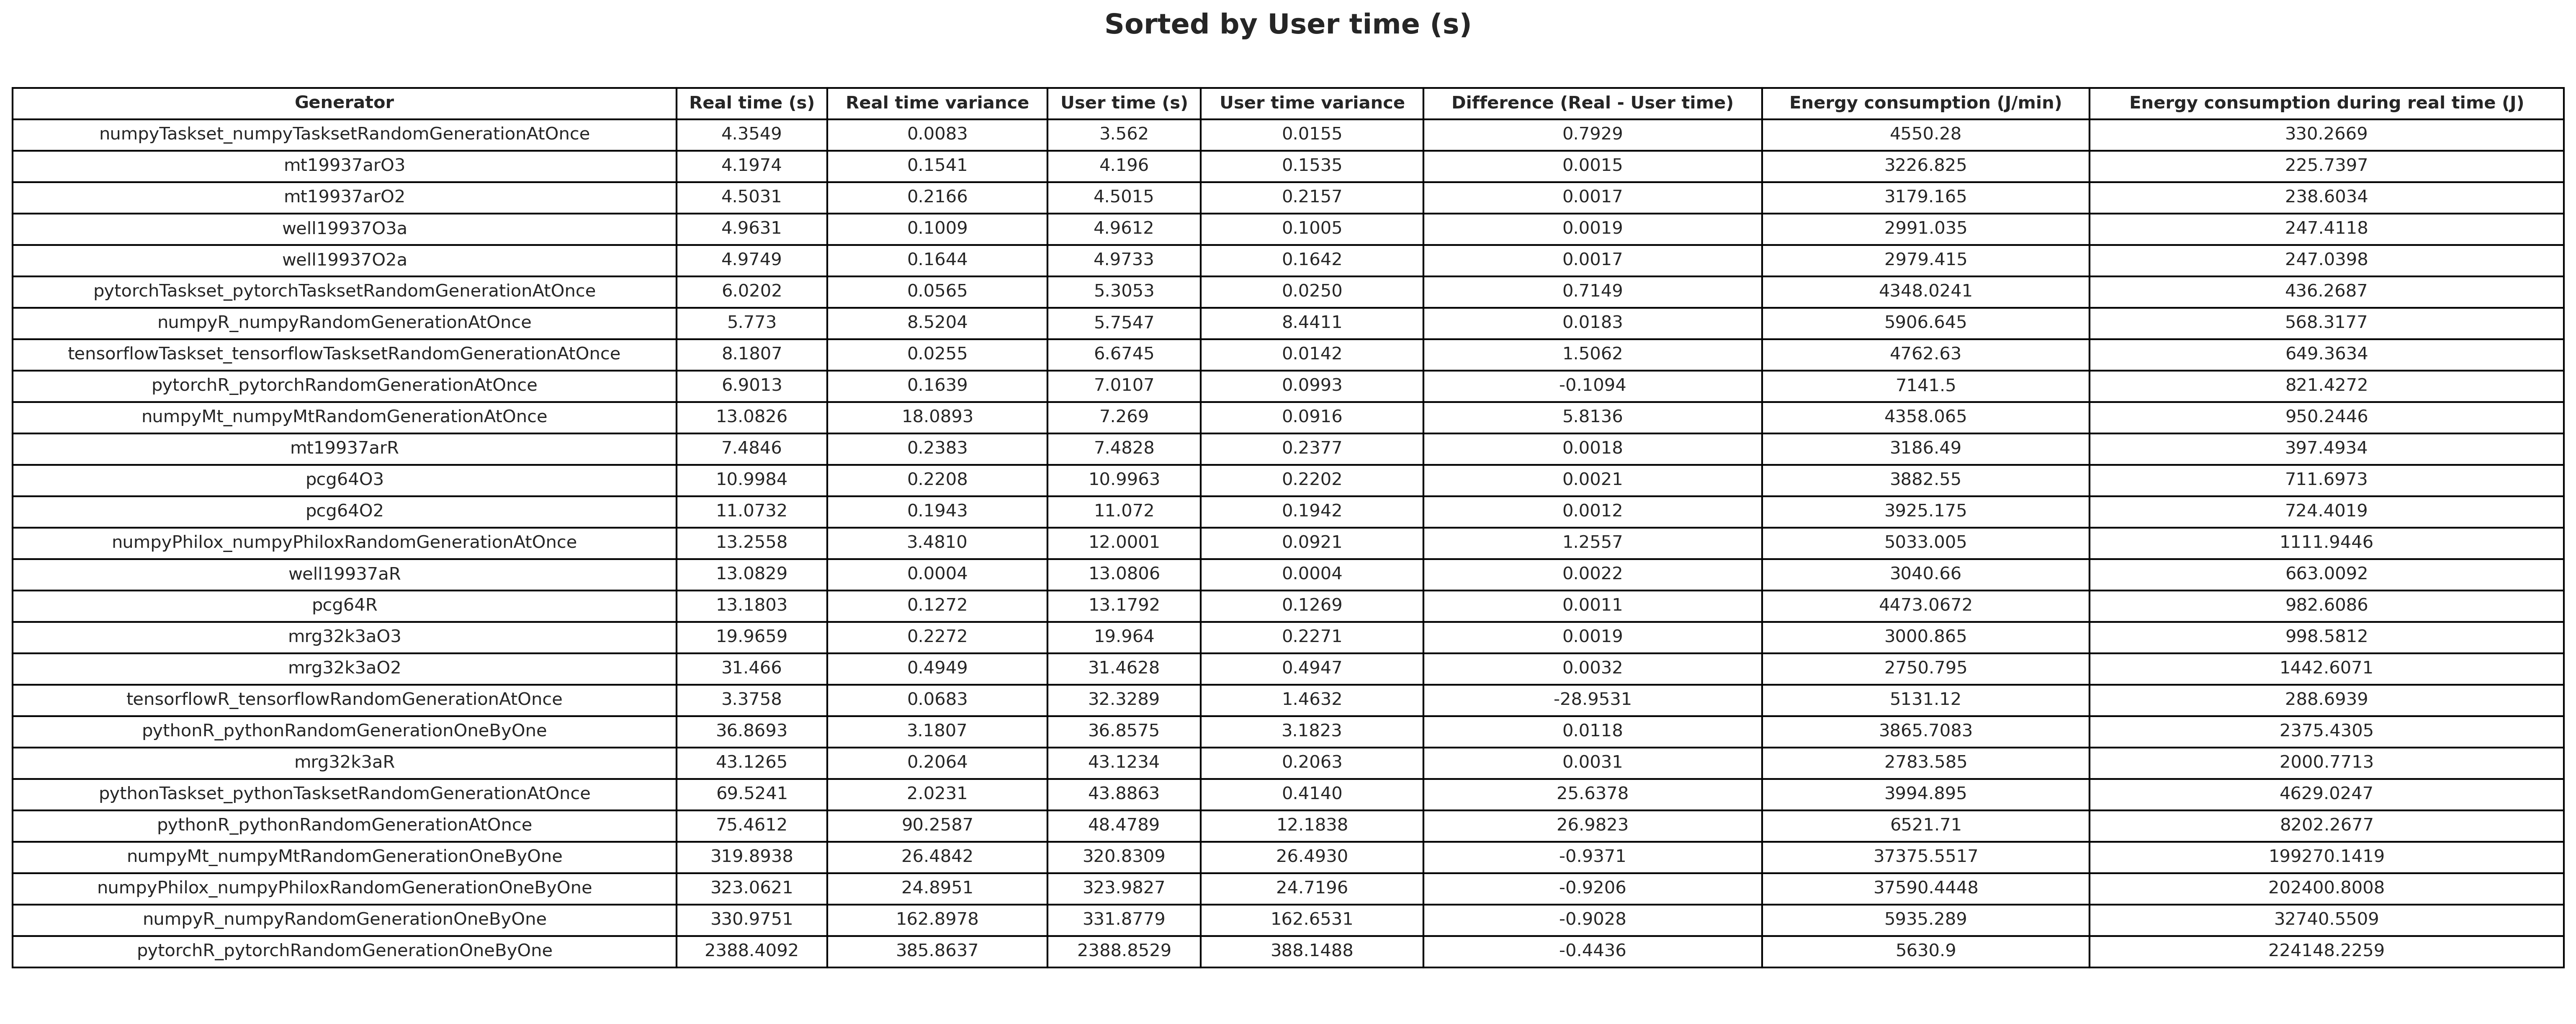 Sorted by User time (s)
Generator Real time (s) Real time variance User time (s) User time variance Difference (Real - User time) Energy consumption (J/min) Energy consumption during real time (J)
numpyTaskset_numpyTasksetRandomGenerationAtOnce 4.3549 0.0083 3.562 0.0155 0.7929 4550.28 330.2669
mt19937arO3 4.1974 0.1541 4.196 0.1535 0.0015 3226.825 225.7397
mt19937arO2 4.5031 0.2166 4.5015 0.2157 0.0017 3179.165 238.6034
well19937O3a 4.9631 0.1009 4.9612 0.1005 0.0019 2991.035 247.4118
well19937O2a 4.9749 0.1644 4.9733 0.1642 0.0017 2979.415 247.0398
pytorchTaskset_pytorchTasksetRandomGenerationAtOnce 6.0202 0.0565 5.3053 0.0250 0.7149 4348.0241 436.2687
numpyR_numpyRandomGenerationAtOnce 5.773 8.5204 5.7547 8.4411 0.0183 5906.645 568.3177
tensorflowTaskset_tensorflowTasksetRandomGenerationAtOnce 8.1807 0.0255 6.6745 0.0142 1.5062 4762.63 649.3634
pytorchR_pytorchRandomGenerationAtOnce 6.9013 0.1639 7.0107 0.0993 -0.1094 7141.5 821.4272
numpyMt_numpyMtRandomGenerationAtOnce 13.0826 18.0893 7.269 0.0916 5.8136 4358.065 950.2446
mt19937arR 7.4846 0.2383 7.4828 0.2377 0.0018 3186.49 397.4934
pcg64O3 10.9984 0.2208 10.9963 0.2202 0.0021 3882.55 711.6973
pcg64O2 11.0732 0.1943 11.072 0.1942 0.0012 3925.175 724.4019
numpyPhilox_numpyPhiloxRandomGenerationAtOnce 13.2558 3.4810 12.0001 0.0921 1.2557 5033.005 1111.9446
well19937aR 13.0829 0.0004 13.0806 0.0004 0.0022 3040.66 663.0092
pcg64R 13.1803 0.1272 13.1792 0.1269 0.0011 4473.0672 982.6086
mrg32k3aO3 19.9659 0.2272 19.964 0.2271 0.0019 3000.865 998.5812
mrg32k3aO2 31.466 0.4949 31.4628 0.4947 0.0032 2750.795 1442.6071
tensorflowR_tensorflowRandomGenerationAtOnce 3.3758 0.0683 32.3289 1.4632 -28.9531 5131.12 288.6939
pythonR_pythonRandomGenerationOneByOne 36.8693 3.1807 36.8575 3.1823 0.0118 3865.7083 2375.4305
mrg32k3aR 43.1265 0.2064 43.1234 0.2063 0.0031 2783.585 2000.7713
pythonTaskset_pythonTasksetRandomGenerationAtOnce 69.5241 2.0231 43.8863 0.4140 25.6378 3994.895 4629.0247
pythonR_pythonRandomGenerationAtOnce 75.4612 90.2587 48.4789 12.1838 26.9823 6521.71 8202.2677
numpyMt_numpyMtRandomGenerationOneByOne 319.8938 26.4842 320.8309 26.4930 -0.9371 37375.5517 199270.1419
numpyPhilox_numpyPhiloxRandomGenerationOneByOne 323.0621 24.8951 323.9827 24.7196 -0.9206 37590.4448 202400.8008
numpyR_numpyRandomGenerationOneByOne 330.9751 162.8978 331.8779 162.6531 -0.9028 5935.289 32740.5509
pytorchR_pytorchRandomGenerationOneByOne 2388.4092 385.8637 2388.8529 388.1488 -0.4436 5630.9 224148.2259